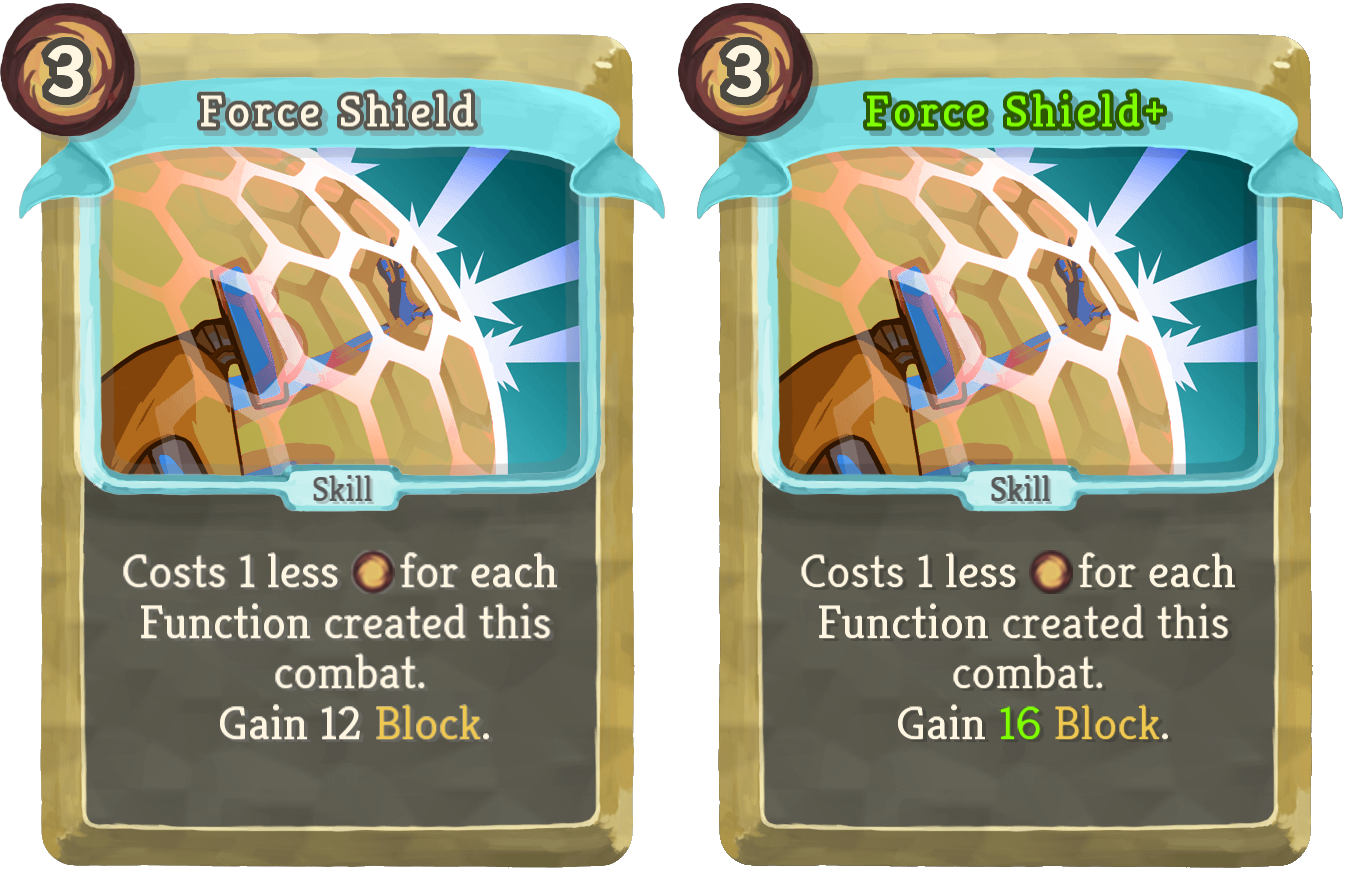 3
Force Shield
Skill
Costs 1 less for each
Function created this
combat.
Gain 12 Block.
3
Force Shield+
Skill
Costs 1 less for each
Function created this
combat.
Gain 16 Block.